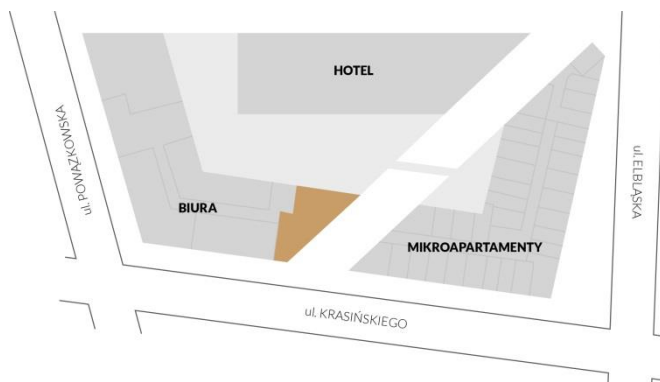 HOTEL
ul. POWĄZKOWSKA
ul. ELBLĄSKA
BIURA
MIKROAPARTAMENTY
ul. KRASIŃSKIEGO